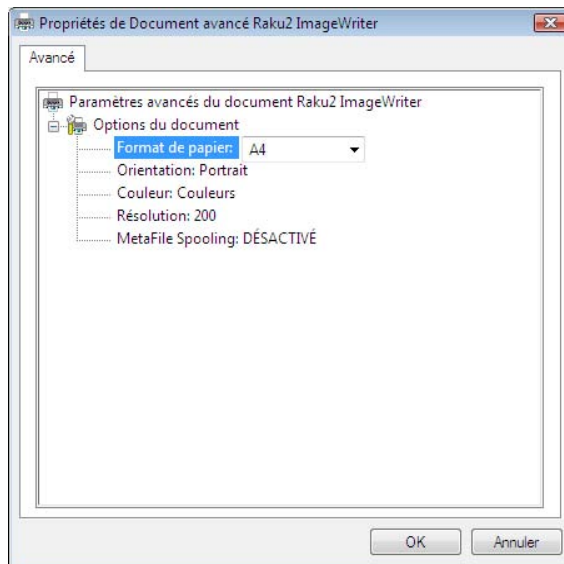 Propriétés de Document avancé Raku2 ImageWriter
Avancé
Paramètres avancés du document Raku2 ImageWriter
Options du document
Format de papier: A4
Orientation: Portrait
Couleur: Couleurs
Résolution: 200
MetaFile Spooling: DÉSACTIVÉ
OK Annuler